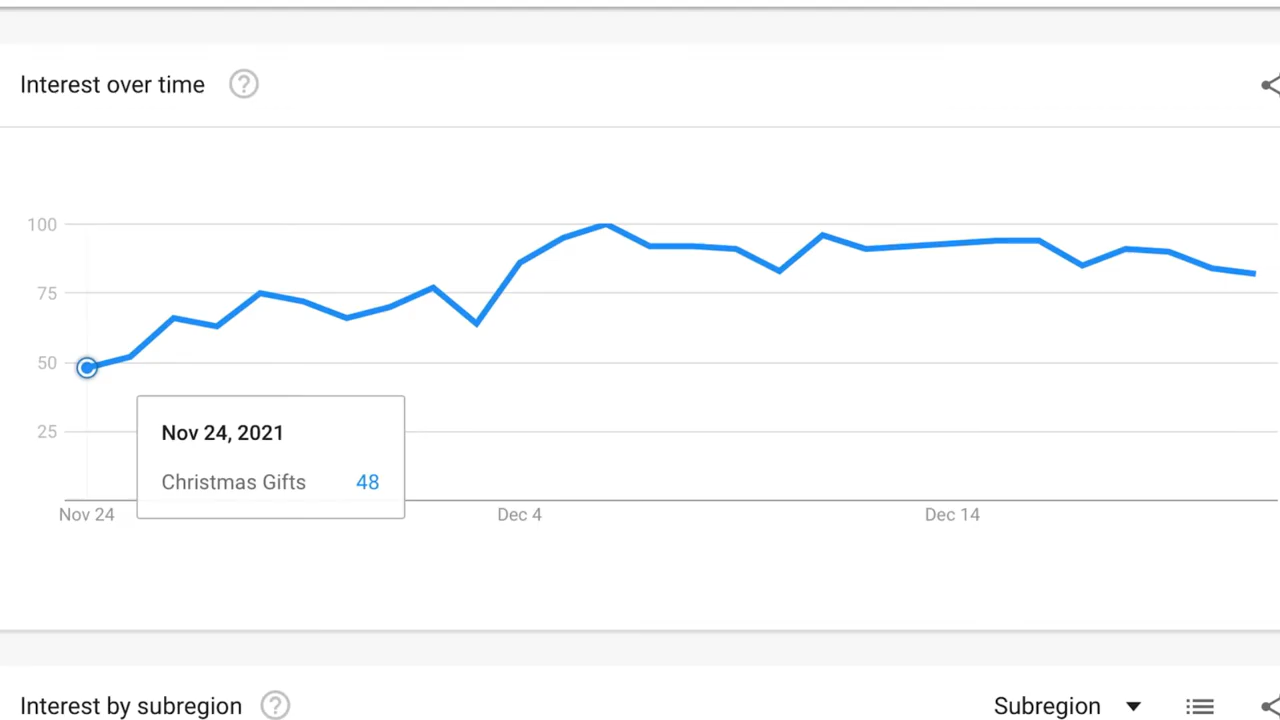 Interest over time ?
100
75
50
25
Nov 24, 2021
Christmas Gifts 48
Nov 24 Dec 4 Dec 14
Interest by subregion ? Subregion